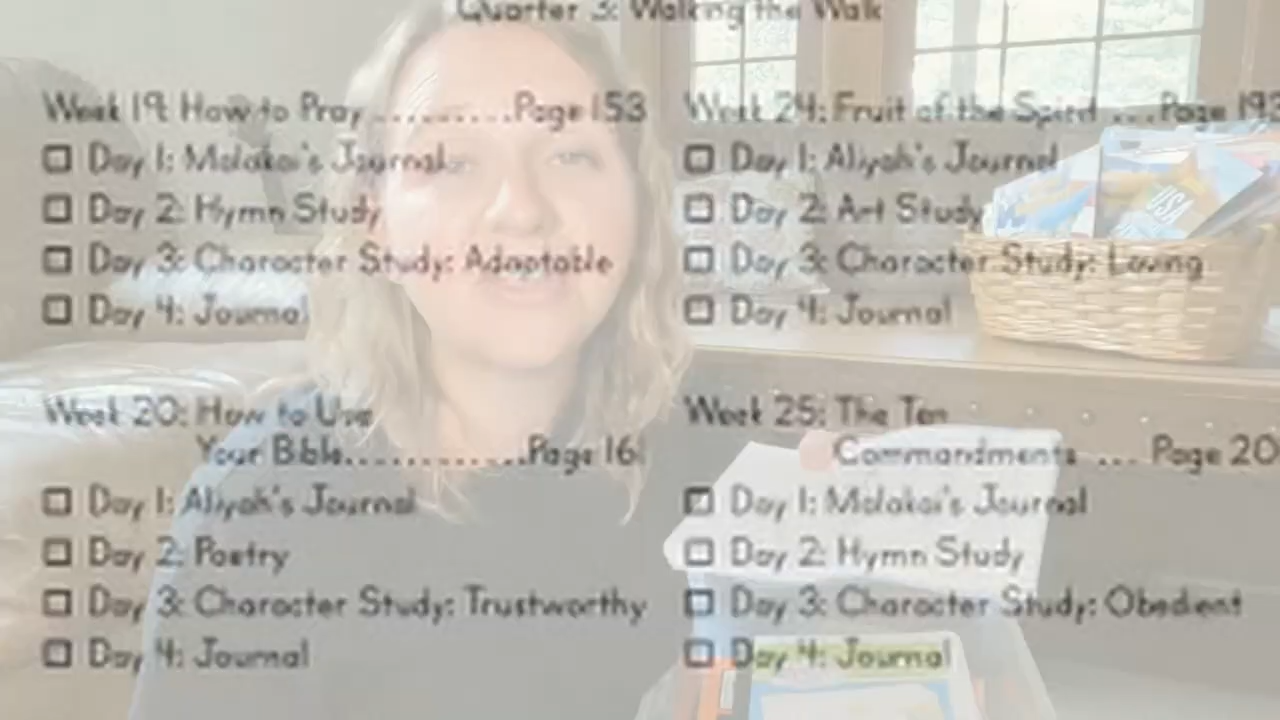 Quarter 3: Walking the Walk
Week 19: How to Pray .........Page 153
☐ Day 1: Malakai's Journal
☐ Day 2: Hymn Study
☐ Day 3: Character Study: Adaptable
☐ Day 4: Journal
Week 20: How to Use
Your Bible............Page 161
☐ Day 1: Aliyah's Journal
☐ Day 2: Poetry
☐ Day 3: Character Study: Trustworthy
☐ Day 4: Journal
Week 24: Fruit of the Spirit ...Page 193
☐ Day 1: Aliyah's Journal
☐ Day 2: Art Study
☐ Day 3: Character Study: Loving
☐ Day 4: Journal
Week 25: The Ten
Commandments ... Page 20
☐ Day 1: Malakai's Journal
☐ Day 2: Hymn Study
☐ Day 3: Character Study: Obedient
☐ Day 4: Journal
USA